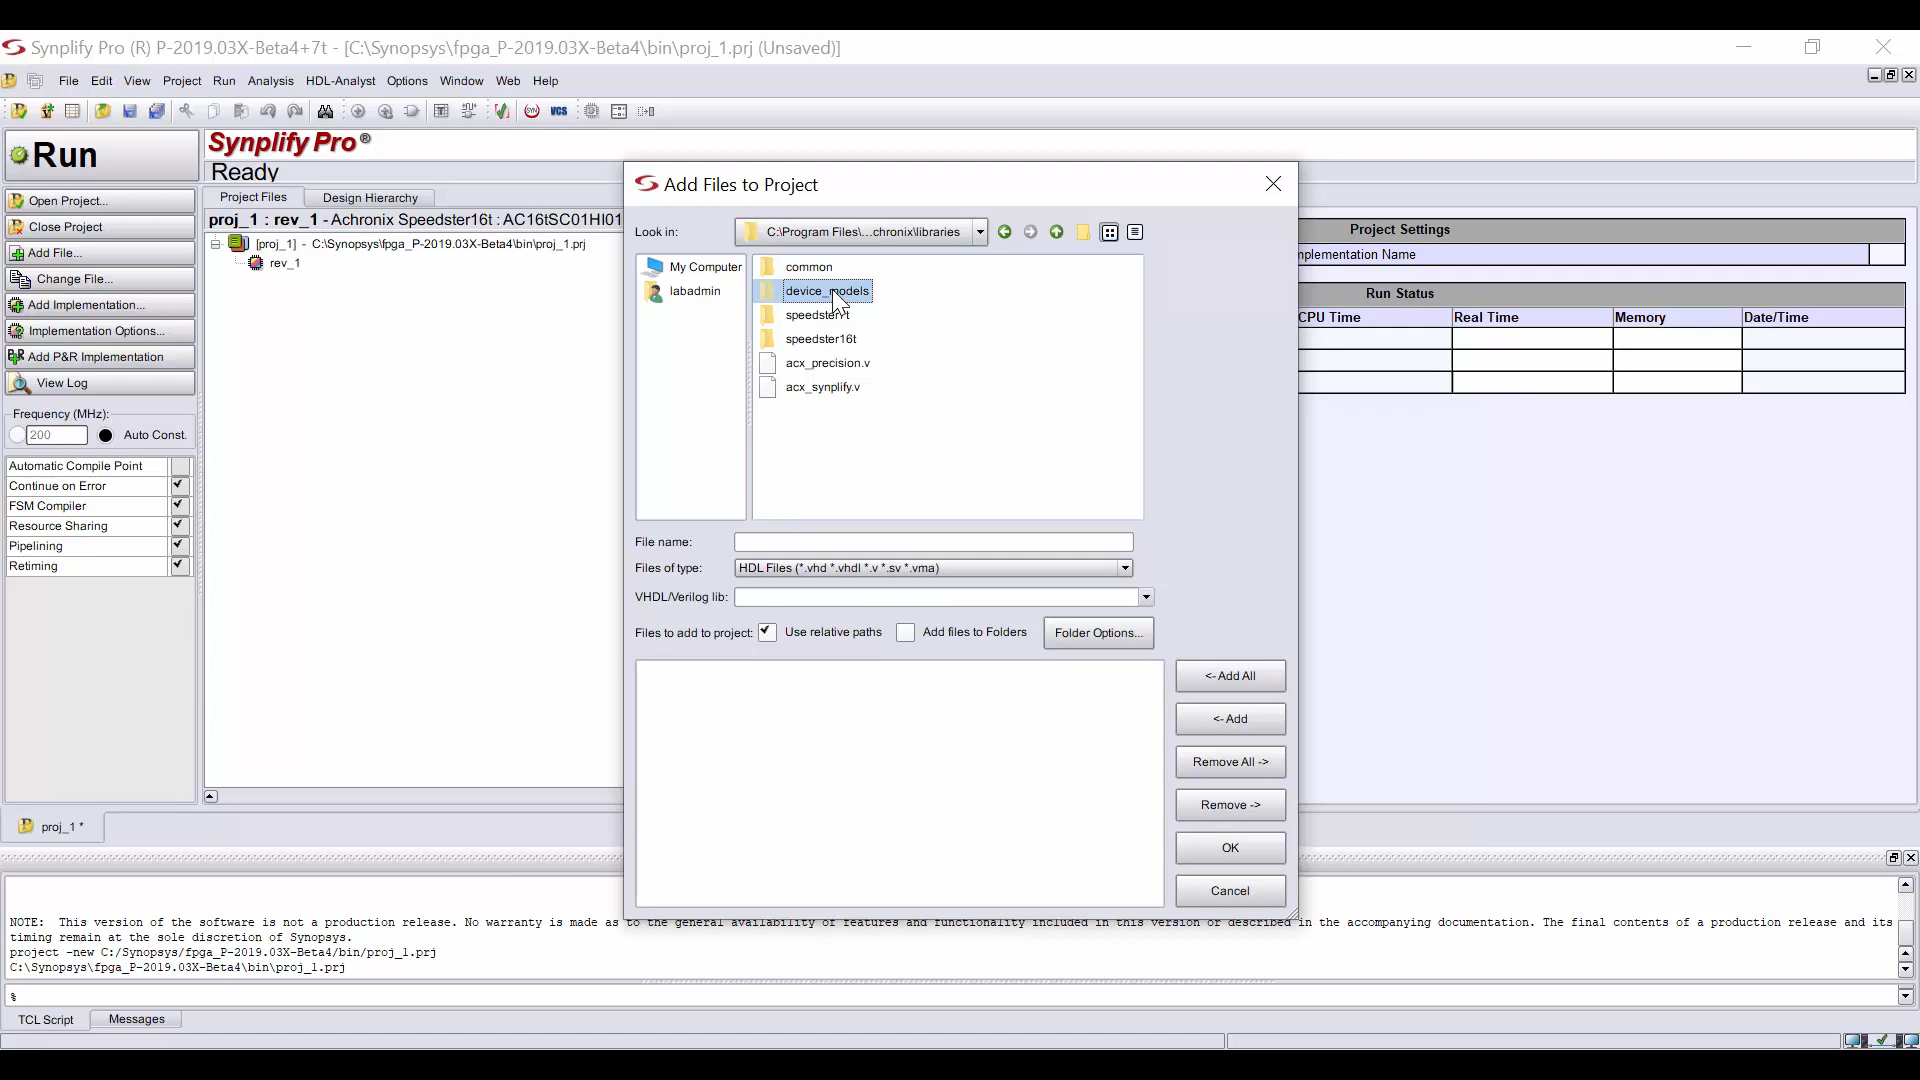 Synplify Pro (R) P-2019.03X-Beta4+7t - [C:\Synopsys\fpga_P-2019.03X-Beta4\bin\proj_1.prj (Unsaved)]
File Edit View Project Run Analysis HDL-Analyst Options Window Web Help
SYN VCS
Run
Synplify Pro ®
Ready
Open Project...
Close Project
Add File...
Change File...
Add Implementation...
Implementation Options...
Add P&R Implementation
View Log
Frequency (MHz):
200 Auto Const.
Automatic Compile Point
Continue on Error
FSM Compiler
Resource Sharing
Pipelining
Retiming
Project Files Design Hierarchy
proj_1 : rev_1 - Achronix Speedster16t : AC16tSC01HI01
[proj_1] - C:\Synopsys\fpga_P-2019.03X-Beta4\bin\proj_1.prj
rev_1
Add Files to Project
Look in: C:\Program Files\...chronix\libraries
My Computer
labadmin
common
device_models
speedster7t
speedster16t
acx_precision.v
acx_synplify.v
File name:
Files of type: HDL Files (*.vhd *.vhdl *.v *.sv *.vma)
VHDL/Verilog lib:
Files to add to project: Use relative paths Add files to Folders Folder Options...
<- Add All
<- Add
Remove All ->
Remove ->
OK
Cancel
Project Settings
mplementation Name
Run Status
CPU Time Real Time Memory Date/Time
proj_1 *
NOTE: This version of the software is not a production release. No warranty is made as to the general availability of features and functionality included in this version or described in the accompanying documentation. The final contents of a production release and its
timing remain at the sole discretion of Synopsys.
project -new C:/Synopsys/fpga_P-2019.03X-Beta4/bin/proj_1.prj
C:\Synopsys\fpga_P-2019.03X-Beta4\bin\proj_1.prj
%
TCL Script Messages